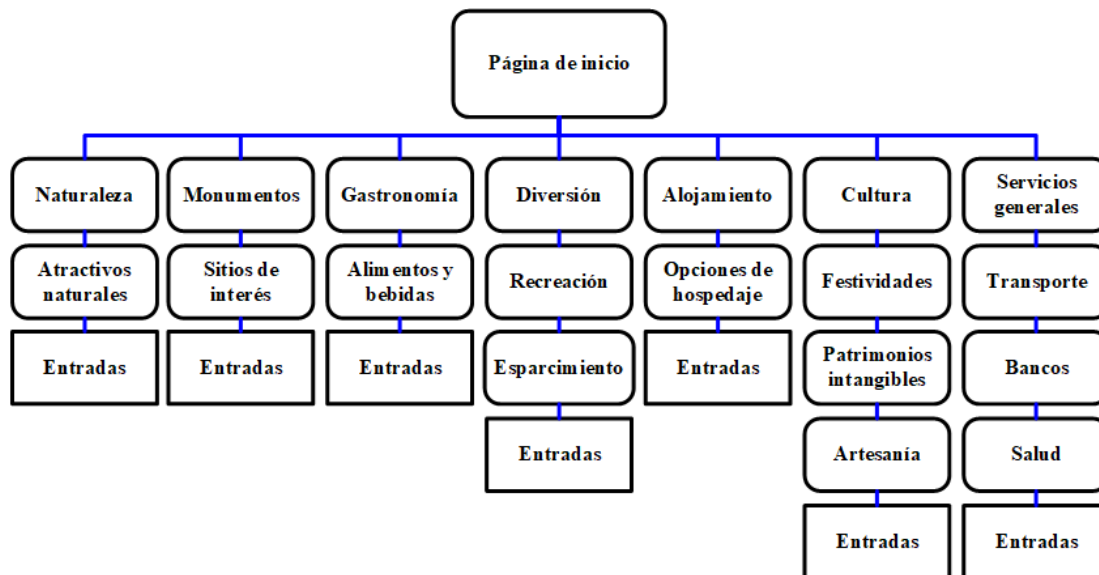 Página de inicio
Naturaleza
Monumentos
Gastronomía
Diversión
Alojamiento
Cultura
Servicios
generales
Atractivos
naturales
Sitios de
interés
Alimentos y
bebidas
Recreación
Opciones de
hospedaje
Festividades
Transporte
Entradas
Entradas
Entradas
Esparcimiento
Entradas
Patrimonios
intangibles
Bancos
Entradas
Artesanía
Salud
Entradas
Entradas